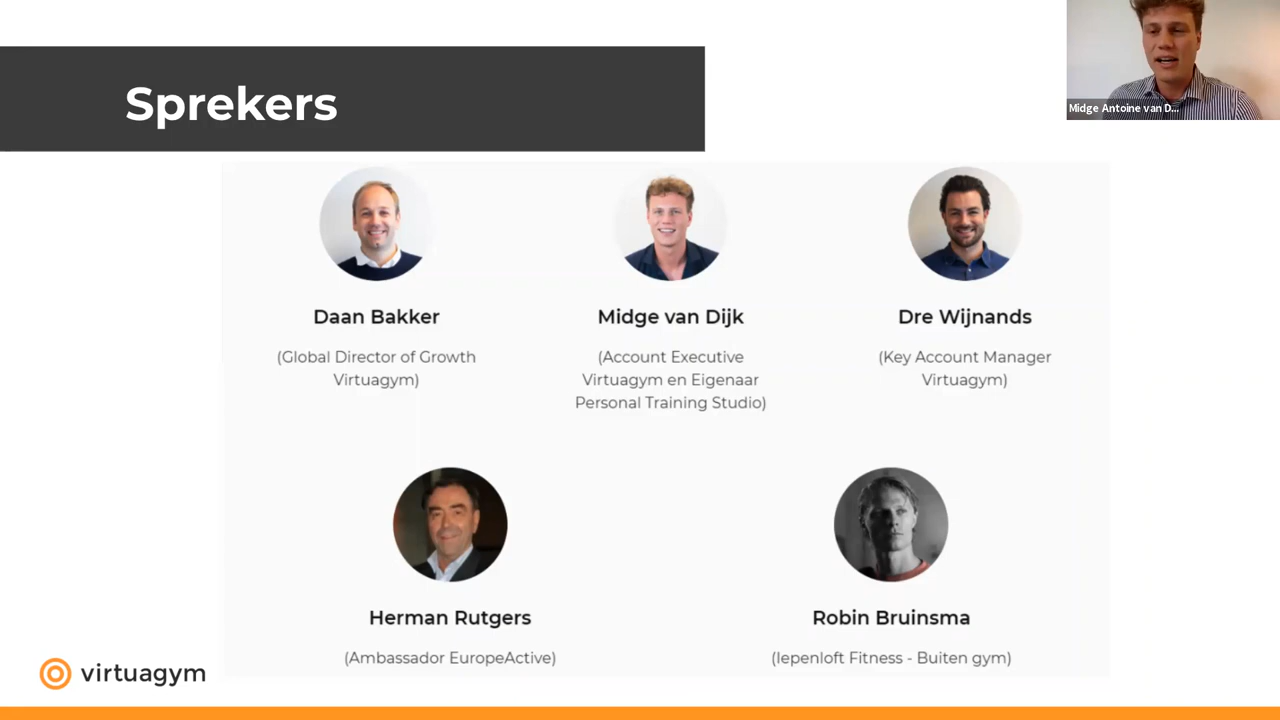 Sprekers
Midge Antoine van D...
Daan Bakker
(Global Director of Growth
Virtuagym)
Midge van Dijk
(Account Executive
Virtuagym en Eigenaar
Personal Training Studio)
Dre Wijnands
(Key Account Manager
Virtuagym)
Herman Rutgers
(Ambassador EuropeActive)
Robin Bruinsma
(Iepenloft Fitness - Buiten gym)
virtuagym